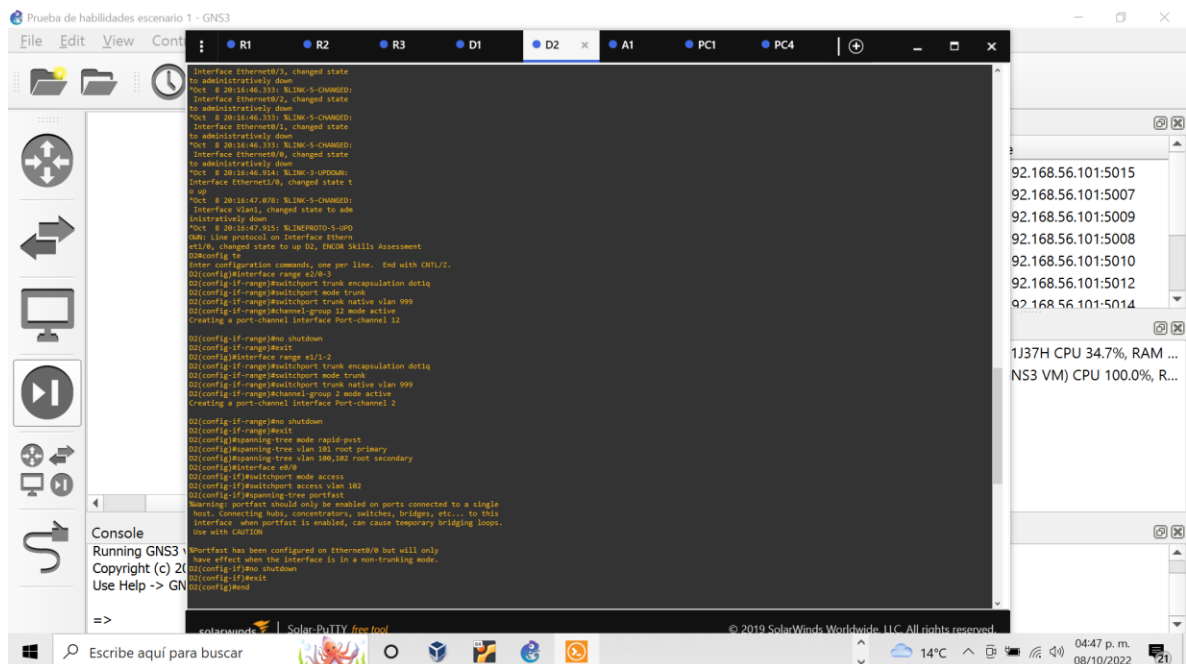 Prueba de habilidades escenario 1 - GNS3
File Edit View Cont
R1 R2 R3 D1 D2 × A1 PC1 PC4
Interface Ethernet0/3, changed state
to administratively down
*Oct 8 20:16:46.333: %LINK-5-CHANGED:
Interface Ethernet0/2, changed state
to administratively down
*Oct 8 20:16:46.333: %LINK-5-CHANGED:
Interface Ethernet0/1, changed state
to administratively down
*Oct 8 20:16:46.333: %LINK-5-CHANGED:
Interface Ethernet0/0, changed state
to administratively down
*Oct 8 20:16:46.914: %LINK-3-UPDOWN:
Interface Ethernet1/0, changed state t
o up
*Oct 8 20:16:47.078: %LINK-5-CHANGED:
Interface Vlan1, changed state to adm
inistratively down
*Oct 8 20:16:47.915: %LINEPROTO-5-UPD
OWN: Line protocol on Interface Ethern
et1/0, changed state to up D2, ENCOR Skills Assessment
D2#config te
Enter configuration commands, one per line. End with CNTL/Z.
D2(config)#interface range e2/0-3
D2(config-if-range)#switchport trunk encapsulation dot1q
D2(config-if-range)#switchport mode trunk
D2(config-if-range)#switchport trunk native vlan 999
D2(config-if-range)#channel-group 12 mode active
Creating a port-channel interface Port-channel 12
D2(config-if-range)#no shutdown
D2(config-if-range)#exit
D2(config)#interface range e1/1-2
D2(config-if-range)#switchport trunk encapsulation dot1q
D2(config-if-range)#switchport mode trunk
D2(config-if-range)#switchport trunk native vlan 999
D2(config-if-range)#channel-group 2 mode active
Creating a port-channel interface Port-channel 2
D2(config-if-range)#no shutdown
D2(config-if-range)#exit
D2(config)#spanning-tree mode rapid-pvst
D2(config)#spanning-tree vlan 101 root primary
D2(config)#spanning-tree vlan 100,102 root secondary
D2(config)#interface e0/0
D2(config-if)#switchport mode access
D2(config-if)#switchport access vlan 102
D2(config-if)#spanning-tree portfast
%Warning: portfast should only be enabled on ports connected to a single
host. Connecting hubs, concentrators, switches, bridges, etc... to this
interface when portfast is enabled, can cause temporary bridging loops.
Use with CAUTION
%Portfast has been configured on Ethernet0/0 but will only
have effect when the interface is in a non-trunking mode.
D2(config-if)#no shutdown
D2(config-if)#exit
D2(config)#end
solarwinds Solar-PuTTY free tool
© 2019 SolarWinds Worldwide, LLC. All rights reserved.
92.168.56.101:5015
92.168.56.101:5007
92.168.56.101:5009
92.168.56.101:5008
92.168.56.101:5010
92.168.56.101:5012
92.168.56.101:5014
1J37H CPU 34.7%, RAM ...
NS3 VM) CPU 100.0%, R...
Console
Running GNS3 v
Copyright (c) 20
Use Help -> GN
=>
Escribe aquí para buscar
14°C
04:47 p. m.
08/10/2022
21